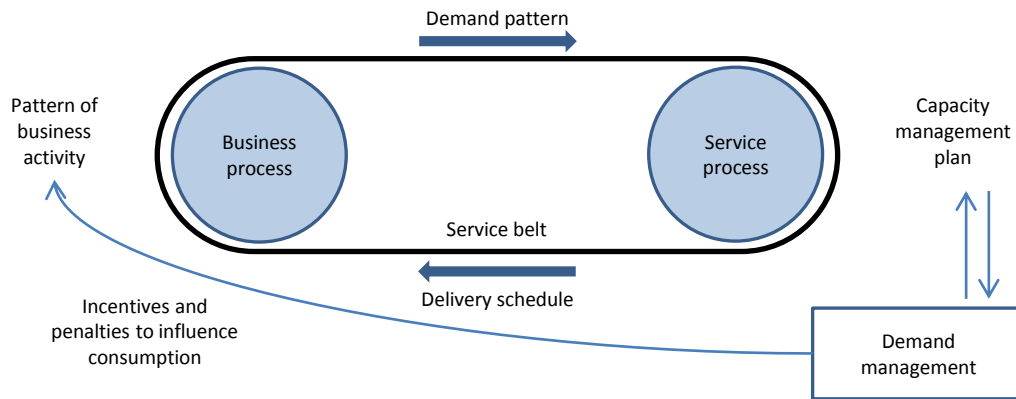 Demand pattern
Pattern of
business
activity
Business
process
Service
process
Capacity
management
plan
Service belt
Delivery schedule
Incentives and
penalties to influence
consumption
Demand
management